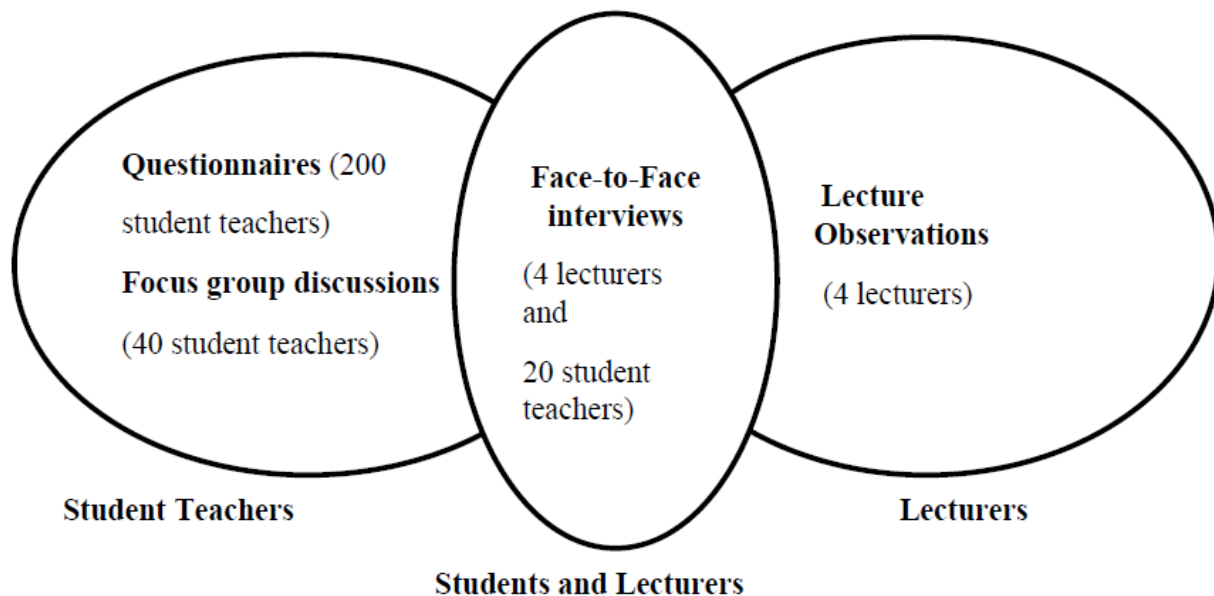 Questionnaires (200
student teachers)
Focus group discussions
(40 student teachers)
Face-to-Face
interviews
(4 lecturers
and
20 student
teachers)
Lecture
Observations
(4 lecturers)
Student Teachers
Lecturers
Students and Lecturers